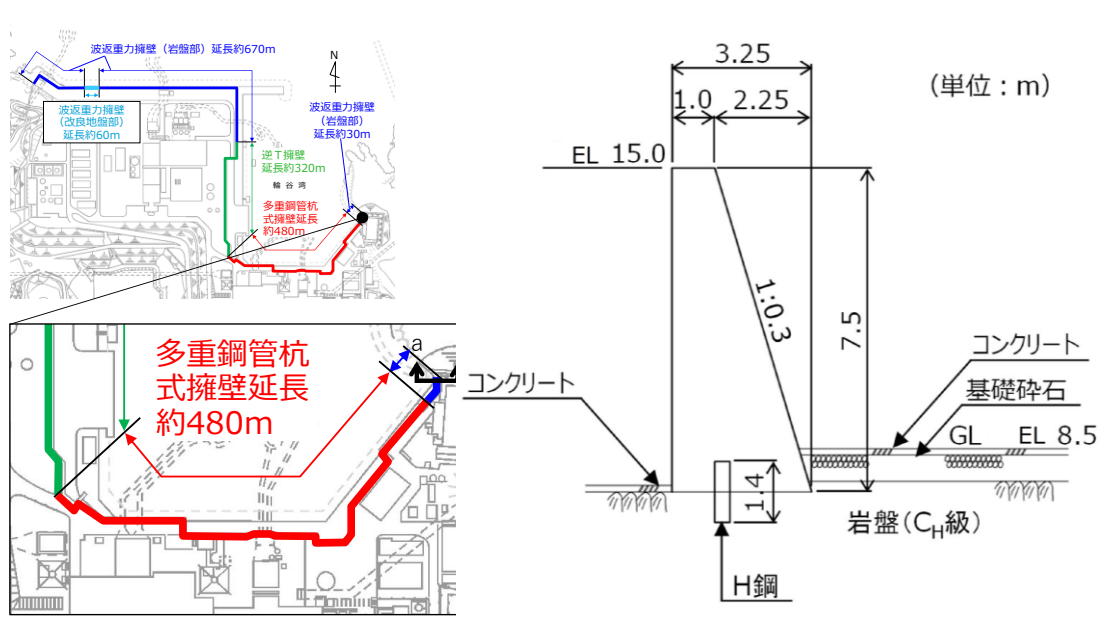 波返重力擁壁（岩盤部）延長約670m
N
波返重力擁壁
（改良地盤部）
延長約60m
波返重力擁壁
（岩盤部）
延長約30m
逆Ｔ擁壁
延長約320m
輪谷湾
多重鋼管杭
式擁壁延長
約480m
多重鋼管杭
式擁壁延長
約480m
a
3.25
（単位：m）
1.0
2.25
EL 15.0
1:0.3
7.5
コンクリート
コンクリート
基礎砕石
GL
EL 8.5
1.4
岩盤（CH級）
H鋼